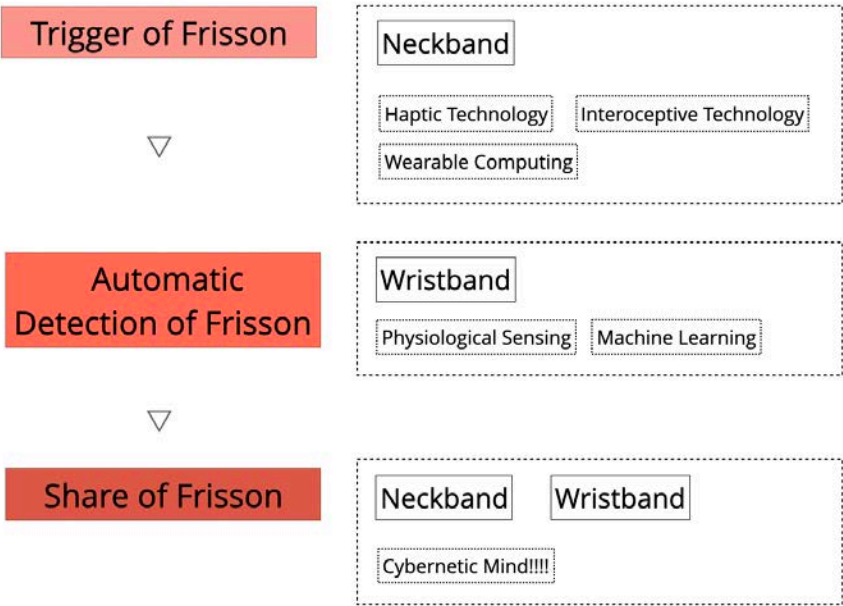 Trigger of Frisson
Neckband
Haptic Technology
Interoceptive Technology
Wearable Computing
Automatic
Detection of Frisson
Wristband
Physiological Sensing
Machine Learning
Share of Frisson
Neckband
Wristband
Cybernetic Mind!!!!